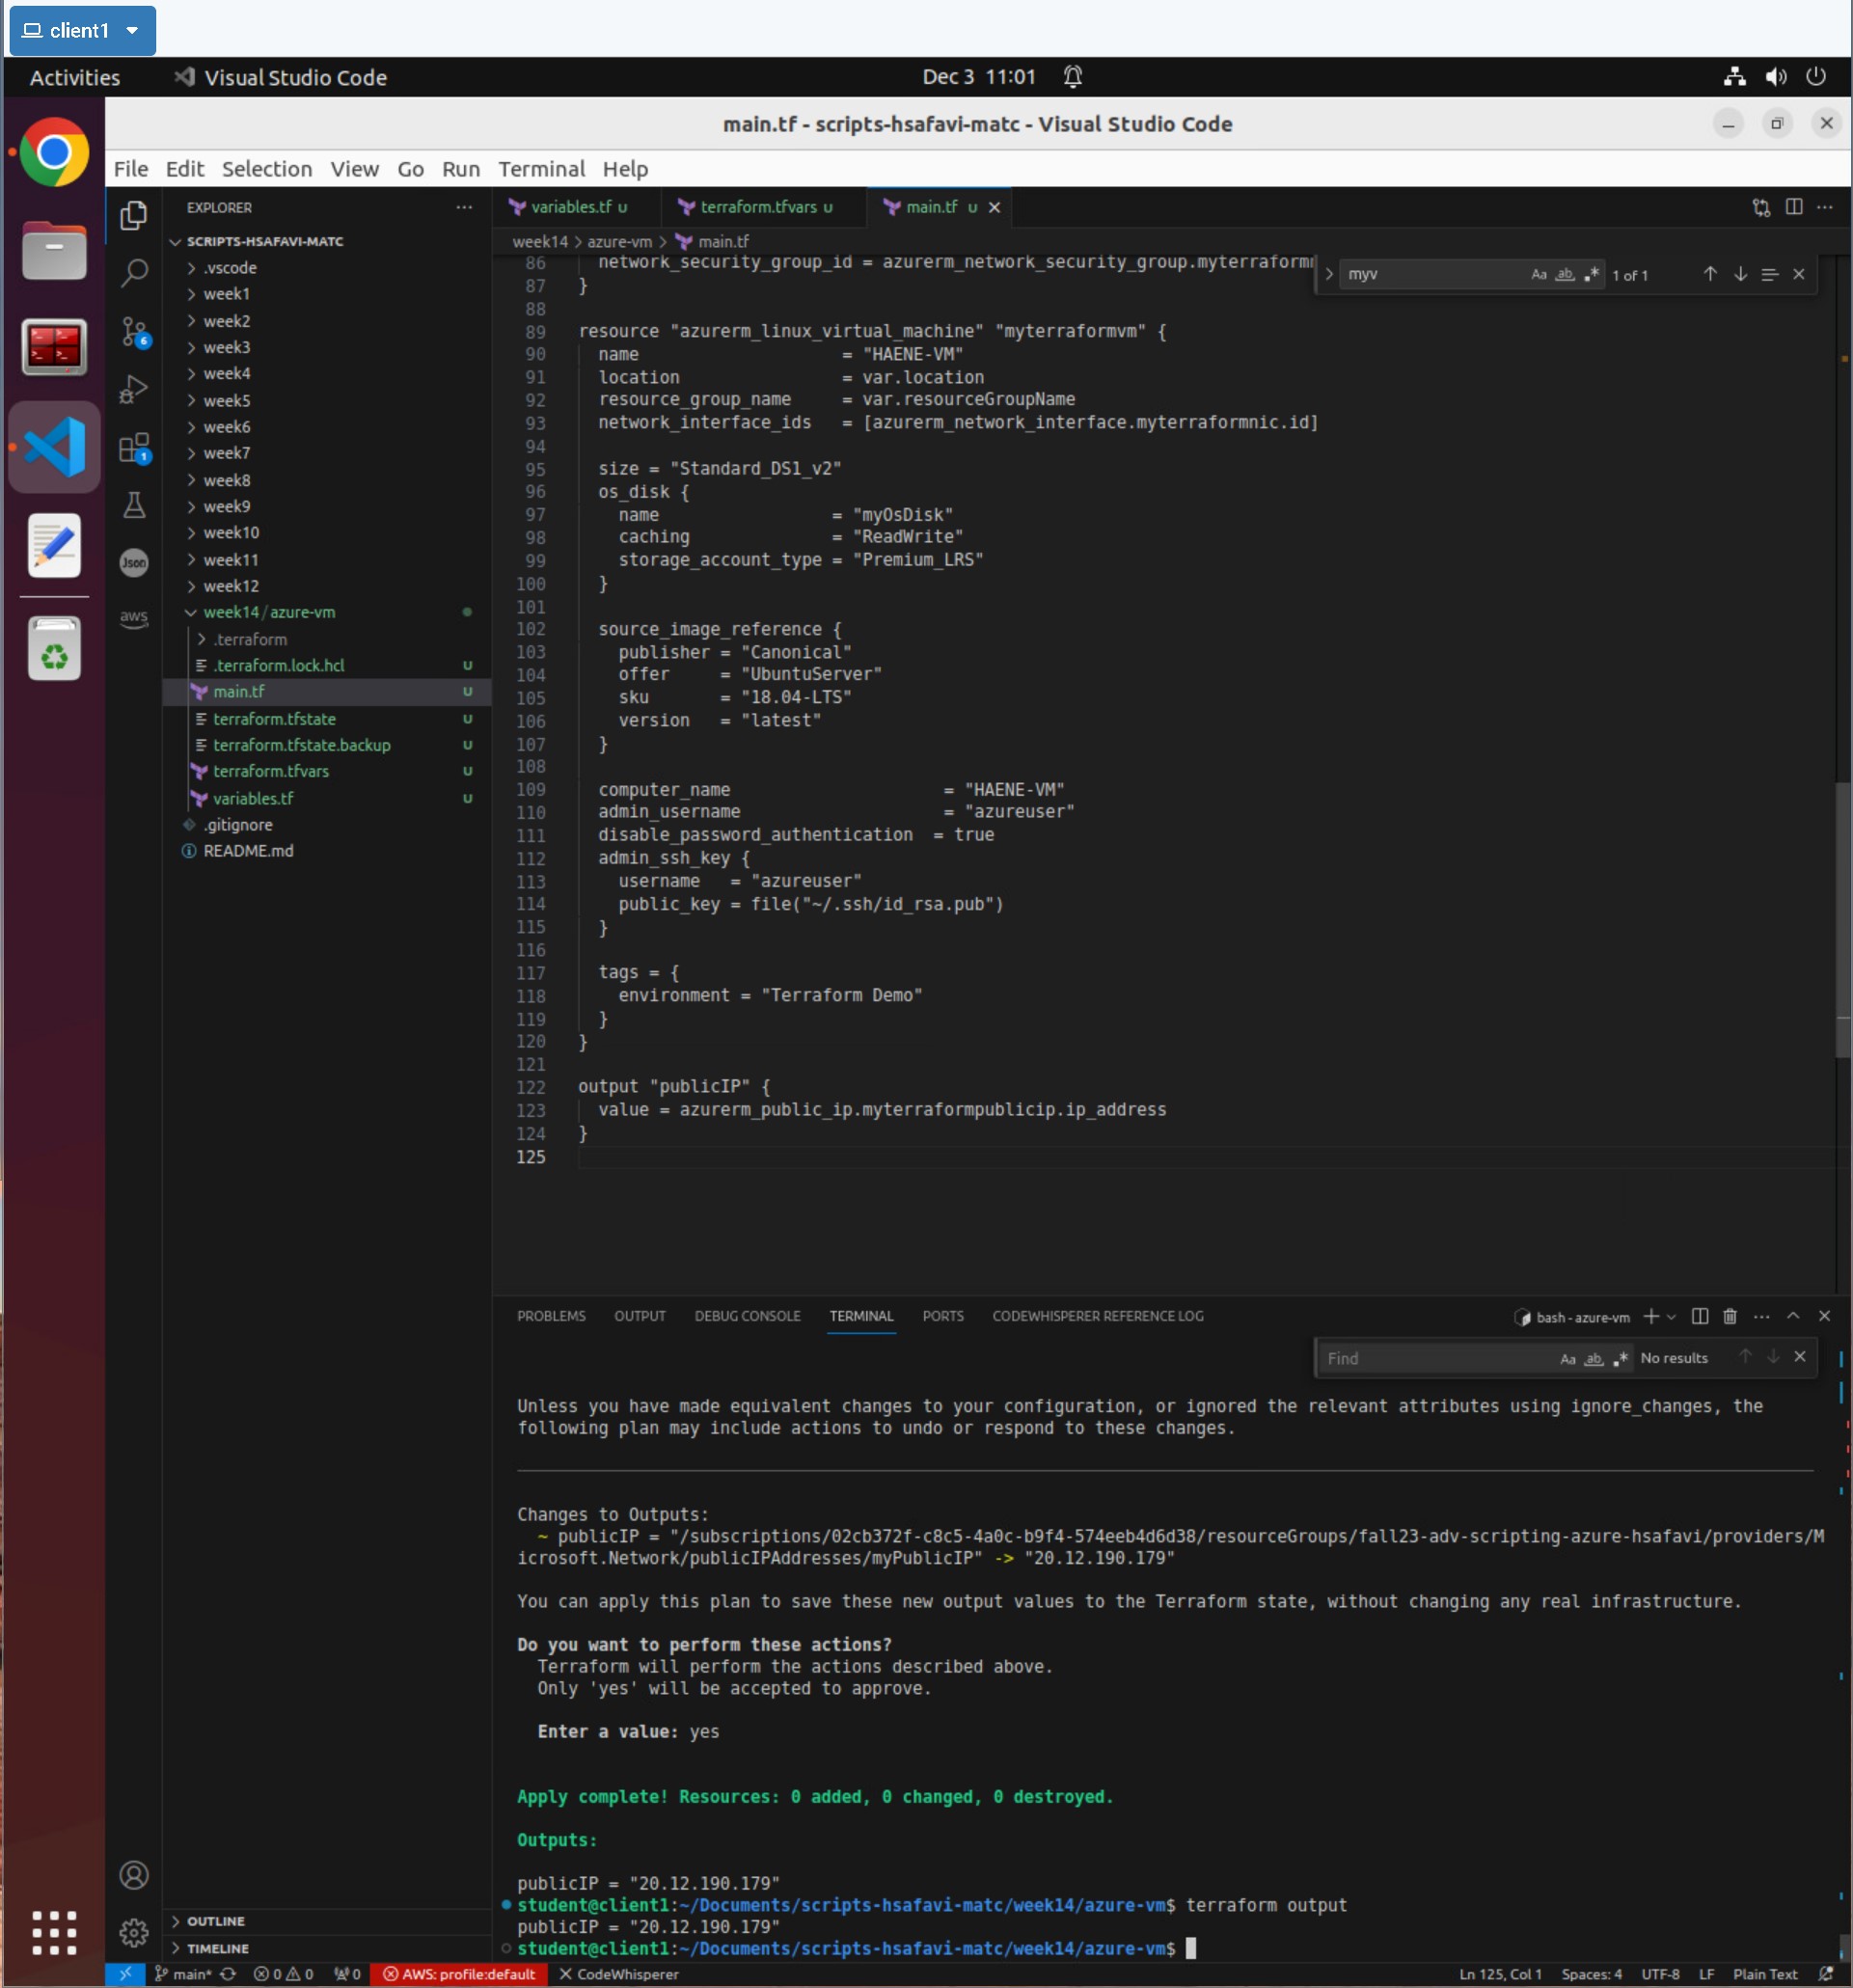 client1
Activities
Visual Studio Code
Dec 3 11:01
main.tf - scripts-hsafavi-matc - Visual Studio Code
File Edit Selection View Go Run Terminal Help
EXPLORER
SCRIPTS-HSAFAVI-MATC
.vscode
week1
week2
week3
week4
week5
week6
week7
week8
week9
week10
week11
week12
week14/azure-vm
.terraform
.terraform.lock.hcl U
main.tf U
terraform.tfstate U
terraform.tfstate.backup U
terraform.tfvars U
variables.tf U
.gitignore
README.md
OUTLINE
TIMELINE
6
1
Json
aws
variables.tf U
terraform.tfvars U
main.tf U
week14 > azure-vm > main.tf
myv Aa ab 1 of 1
86 network_security_group_id = azurerm_network_security_group.myterraform
87 }
88
89 resource "azurerm_linux_virtual_machine" "myterraformvm" {
90 name = "HAENE-VM"
91 location = var.location
92 resource_group_name = var.resourceGroupName
93 network_interface_ids = [azurerm_network_interface.myterraformnic.id]
94
95 size = "Standard_DS1_v2"
96 os_disk {
97 name = "myOsDisk"
98 caching = "ReadWrite"
99 storage_account_type = "Premium_LRS"
100 }
101
102 source_image_reference {
103 publisher = "Canonical"
104 offer = "UbuntuServer"
105 sku = "18.04-LTS"
106 version = "latest"
107 }
108
109 computer_name = "HAENE-VM"
110 admin_username = "azureuser"
111 disable_password_authentication = true
112 admin_ssh_key {
113 username = "azureuser"
114 public_key = file("~/.ssh/id_rsa.pub")
115 }
116
117 tags = {
118 environment = "Terraform Demo"
119 }
120 }
121
122 output "publicIP" {
123 value = azurerm_public_ip.myterraformpublicip.ip_address
124 }
125
PROBLEMS OUTPUT DEBUG CONSOLE TERMINAL PORTS CODEWHISPERER REFERENCE LOG
bash - azure-vm
Find Aa ab No results
Unless you have made equivalent changes to your configuration, or ignored the relevant attributes using ignore_changes, the
following plan may include actions to undo or respond to these changes.
Changes to Outputs:
~ publicIP = "/subscriptions/02cb372f-c8c5-4a0c-b9f4-574eeb4d6d38/resourceGroups/fall23-adv-scripting-azure-hsafavi/providers/M
icrosoft.Network/publicIPAddresses/myPublicIP" -> "20.12.190.179"
You can apply this plan to save these new output values to the Terraform state, without changing any real infrastructure.
Do you want to perform these actions?
Terraform will perform the actions described above.
Only 'yes' will be accepted to approve.
Enter a value: yes
Apply complete! Resources: 0 added, 0 changed, 0 destroyed.
Outputs:
publicIP = "20.12.190.179"
student@client1:~/Documents/scripts-hsafavi-matc/week14/azure-vm$ terraform output
publicIP = "20.12.190.179"
student@client1:~/Documents/scripts-hsafavi-matc/week14/azure-vm$
main* 0 0 0 AWS: profile:default CodeWhisperer Ln 125, Col 1 Spaces: 4 UTF-8 LF Plain Text